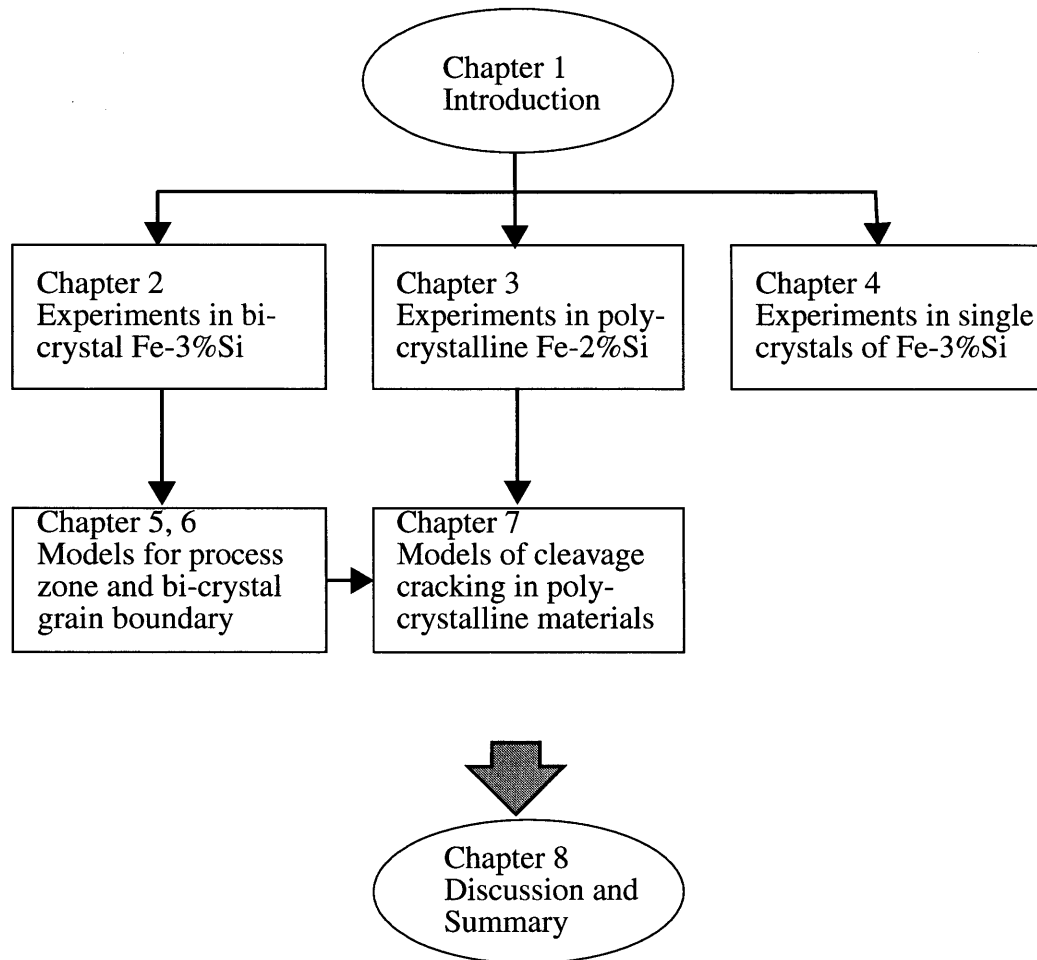 Chapter 1
Introduction
Chapter 2
Experiments in bi-
crystal Fe-3%Si
Chapter 3
Experiments in poly-
crystalline Fe-2%Si
Chapter 4
Experiments in single
crystals of Fe-3%Si
Chapter 5, 6
Models for process
zone and bi-crystal
grain boundary
Chapter 7
Models of cleavage
cracking in poly-
crystalline materials
Chapter 8
Discussion and
Summary